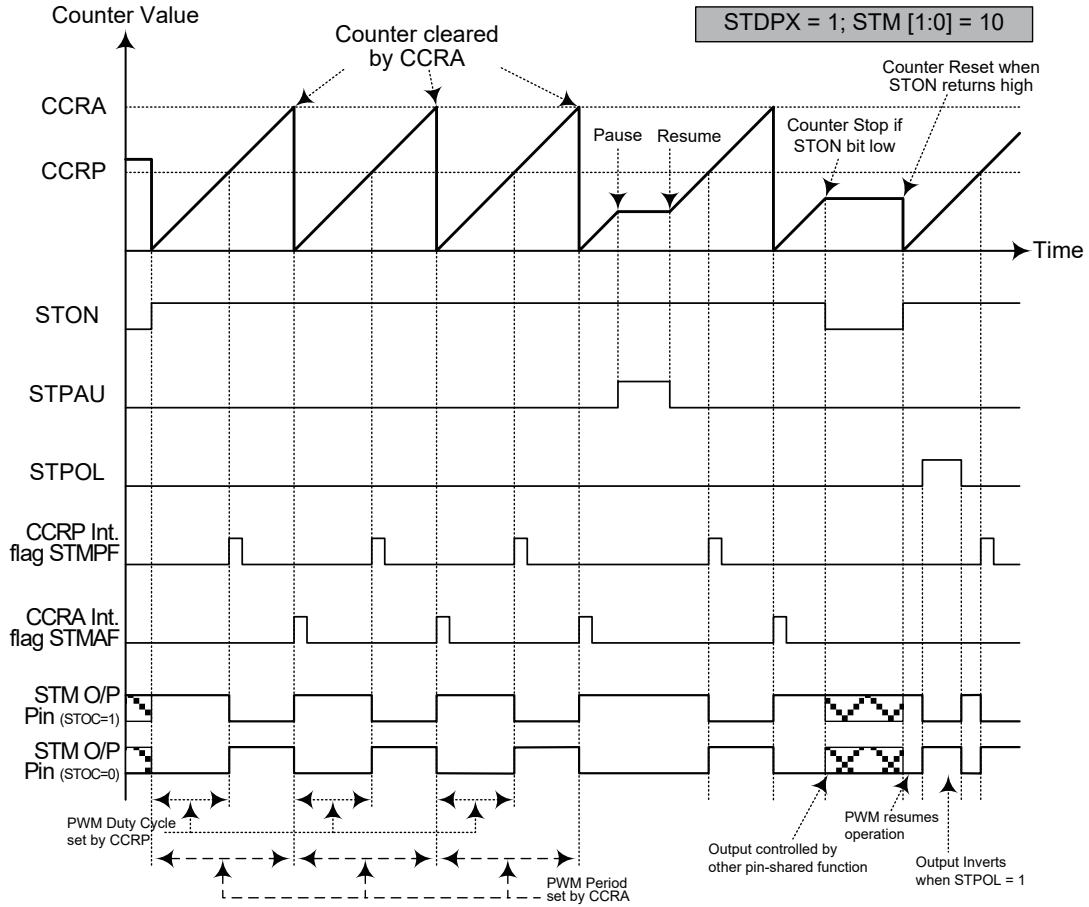 Counter Value
STDPX = 1; STM [1:0] = 10
Counter cleared
by CCRA
Counter Reset when
STON returns high
CCRA
Pause
Resume
Counter Stop if
STON bit low
CCRP
Time
STON
STPAU
STPOL
CCRP Int.
flag STMPF
CCRA Int.
flag STMAF
STM O/P
Pin (STOC=1)
STM O/P
Pin (STOC=0)
PWM Duty Cycle
set by CCRP
PWM resumes
operation
Output controlled by
other pin-shared function
Output Inverts
when STPOL = 1
PWM Period
set by CCRA